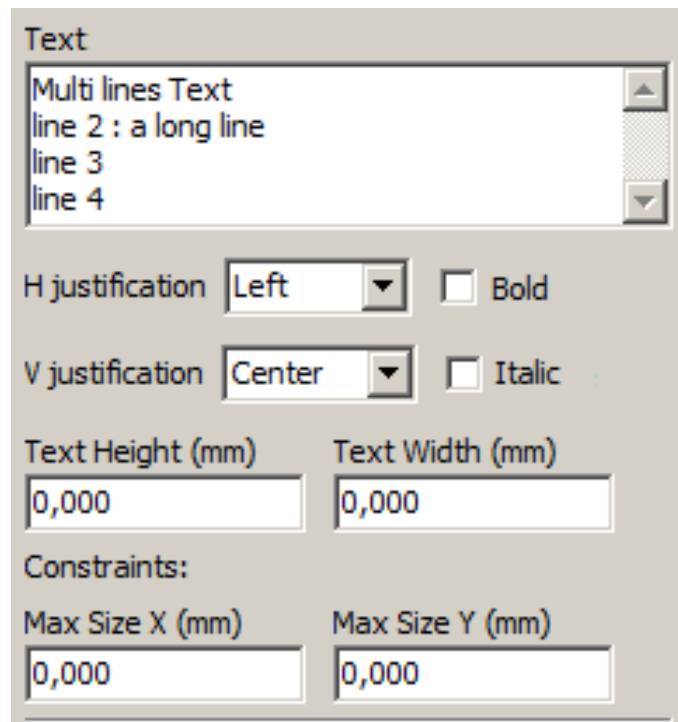 Text
Multi lines Text
line 2 : a long line
line 3
line 4
H justification Left Bold
V justification Center Italic
Text Height (mm) Text Width (mm)
0,000 0,000
Constraints:
Max Size X (mm) Max Size Y (mm)
0,000 0,000